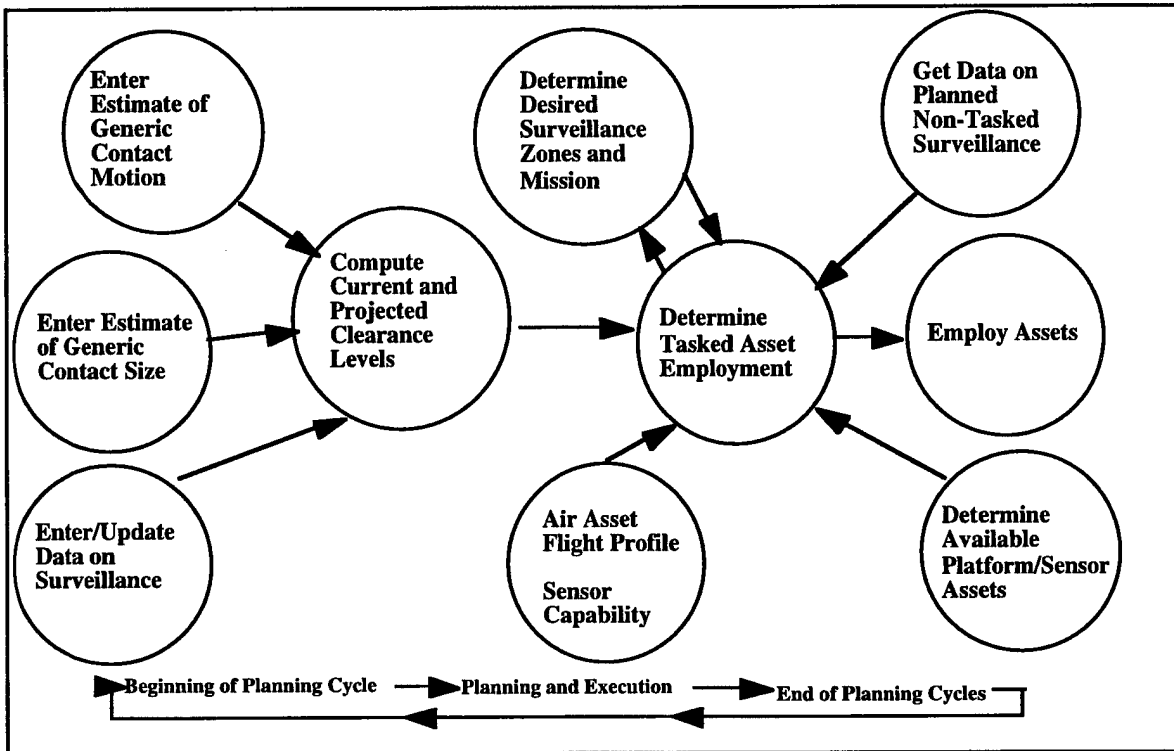 Enter
Estimate of
Generic
Contact
Motion
Determine
Desired
Surveillance
Zones and
Mission
Get Data on
Planned
Non-Tasked
Surveillance
Enter Estimate
of Generic
Contact Size
Compute
Current and
Projected
Clearance
Levels
Determine
Tasked Asset
Employment
Employ Assets
Enter/Update
Data on
Surveillance
Air Asset
Flight Profile
Sensor
Capability
Determine
Available
Platform/Sensor
Assets
Beginning of Planning Cycle
Planning and Execution
End of Planning Cycles